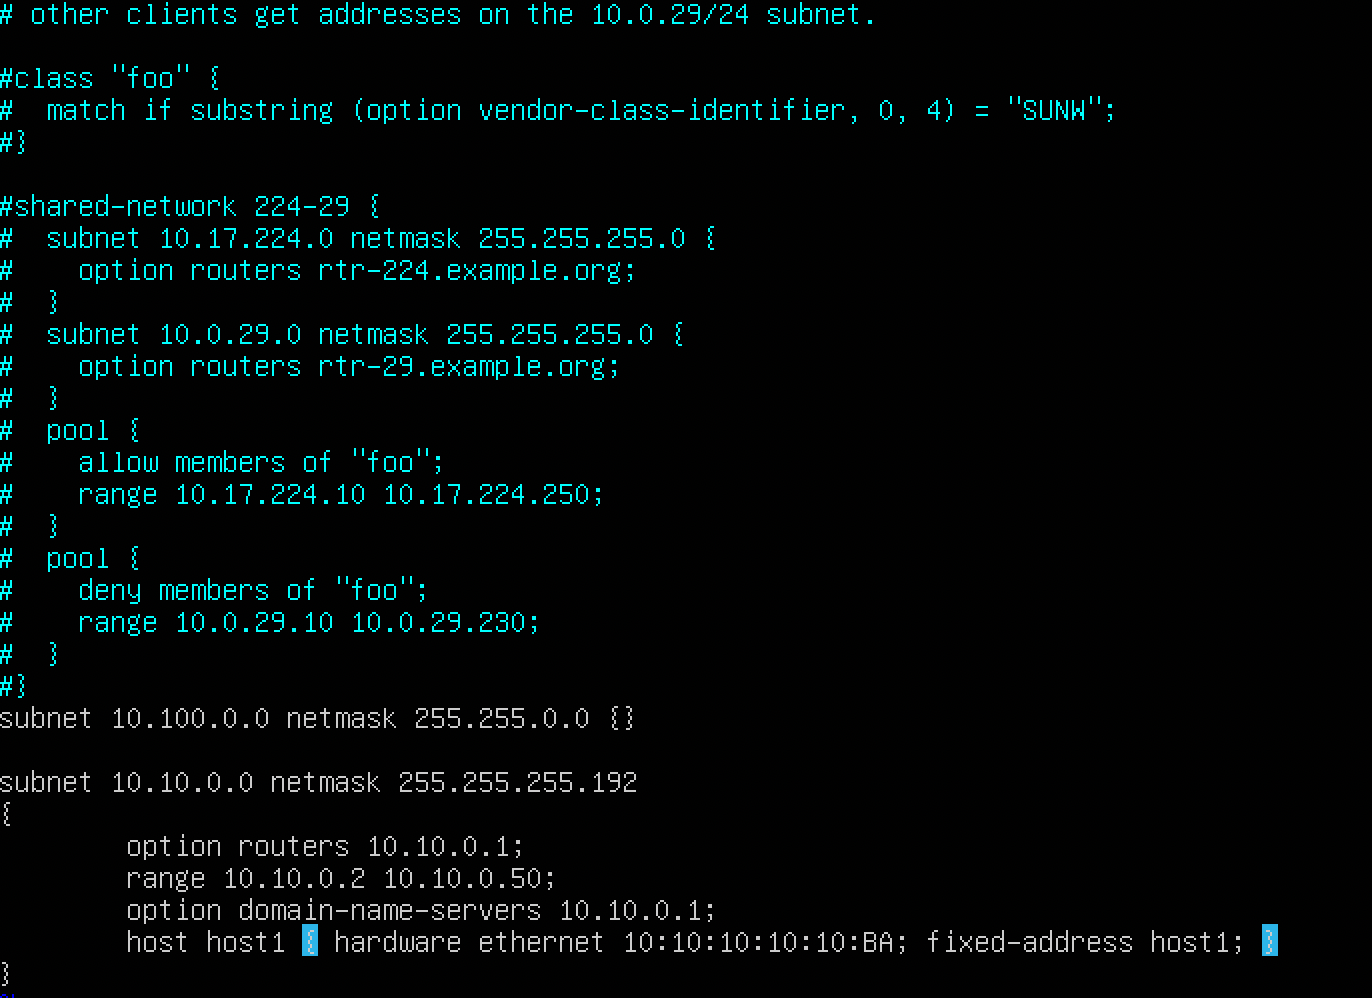 # other clients get addresses on the 10.0.29/24 subnet.
#class "foo" {
#  match if substring (option vendor-class-identifier, 0, 4) = "SUNW";
#}
#shared-network 224-29 {
#  subnet 10.17.224.0 netmask 255.255.255.0 {
#    option routers rtr-224.example.org;
#  }
#  subnet 10.0.29.0 netmask 255.255.255.0 {
#    option routers rtr-29.example.org;
#  }
#  pool {
#    allow members of "foo";
#    range 10.17.224.10 10.17.224.250;
#  }
#  pool {
#    deny members of "foo";
#    range 10.0.29.10 10.0.29.230;
#  }
#}
subnet 10.100.0.0 netmask 255.255.0.0 {}
subnet 10.10.0.0 netmask 255.255.255.192
{
        option routers 10.10.0.1;
        range 10.10.0.2 10.10.0.50;
        option domain-name-servers 10.10.0.1;
        host host1 { hardware ethernet 10:10:10:10:10:BA; fixed-address host1; }
}